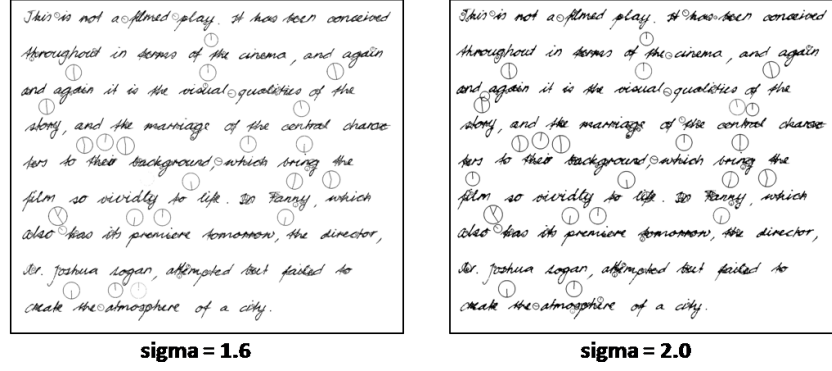 This is not a filmed play. It has been conceived
throughout in terms of the cinema, and again
and again it is the visual qualities of the
story, and the marriage of the central charac
ters to their background, which bring the
film so vividly to life. In Fanny, which
also has its premiere tomorrow, the director,
Mr. Joshua Logan, attempted but failed to
create the atmosphere of a city.
sigma = 1.6
This is not a filmed play. It has been conceived
throughout in terms of the cinema, and again
and again it is the visual qualities of the
story, and the marriage of the central charac
ters to their background, which bring the
film so vividly to life. In Fanny, which
also has its premiere tomorrow, the director,
Mr. Joshua Logan, attempted but failed to
create the atmosphere of a city.
sigma = 2.0